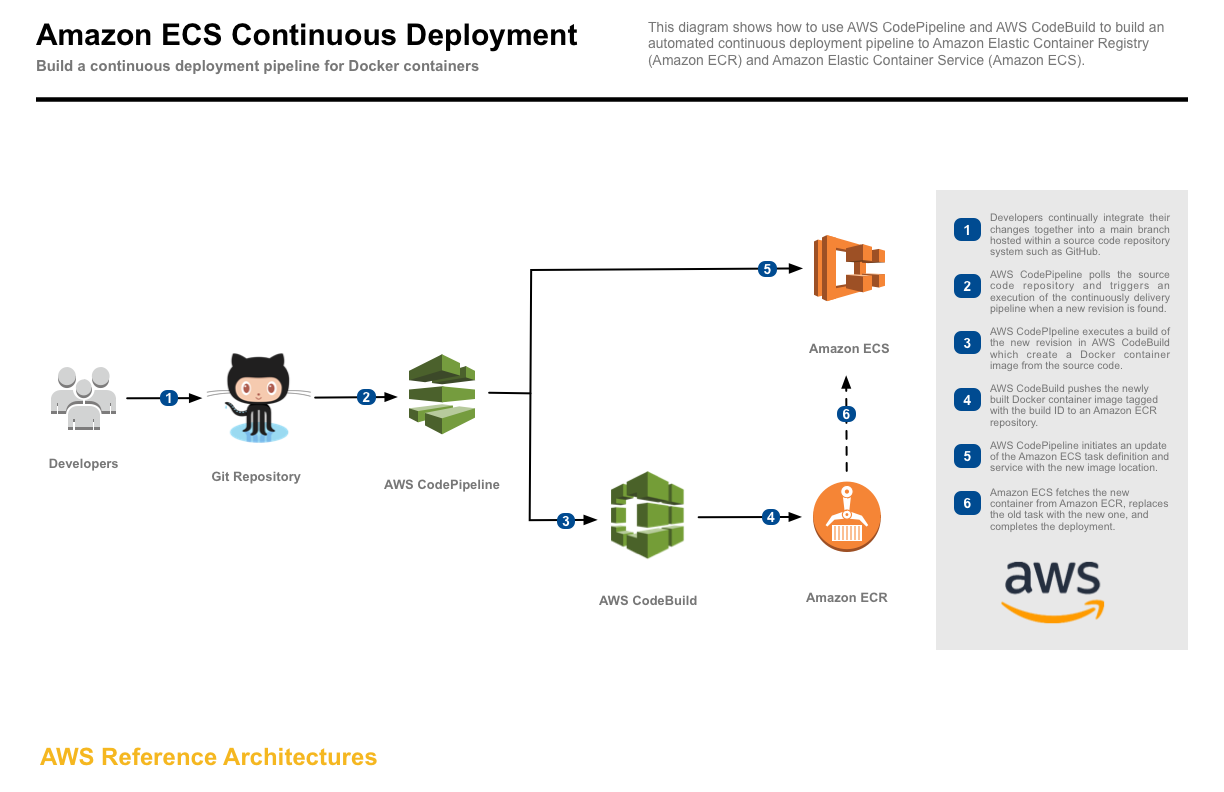 Amazon ECS Continuous Deployment
Build a continuous deployment pipeline for Docker containers
This diagram shows how to use AWS CodePipeline and AWS CodeBuild to build an
automated continuous deployment pipeline to Amazon Elastic Container Registry
(Amazon ECR) and Amazon Elastic Container Service (Amazon ECS).
1
Developers
Git Repository
2
AWS CodePipeline
5
Amazon ECS
3
AWS CodeBuild
4
6
Amazon ECR
1
Developers continually integrate their
changes together into a main branch
hosted within a source code repository
system such as GitHub.
2
AWS CodePipeline polls the source
code repository and triggers an
execution of the continuously delivery
pipeline when a new revision is found.
3
AWS CodePIpeline executes a build of
the new revision in AWS CodeBuild
which create a Docker container
image from the source code.
4
AWS CodeBuild pushes the newly
built Docker container image tagged
with the build ID to an Amazon ECR
repository.
5
AWS CodePipeline initiates an update
of the Amazon ECS task definition and
service with the new image location.
6
Amazon ECS fetches the new
container from Amazon ECR, replaces
the old task with the new one, and
completes the deployment.
aws
AWS Reference Architectures